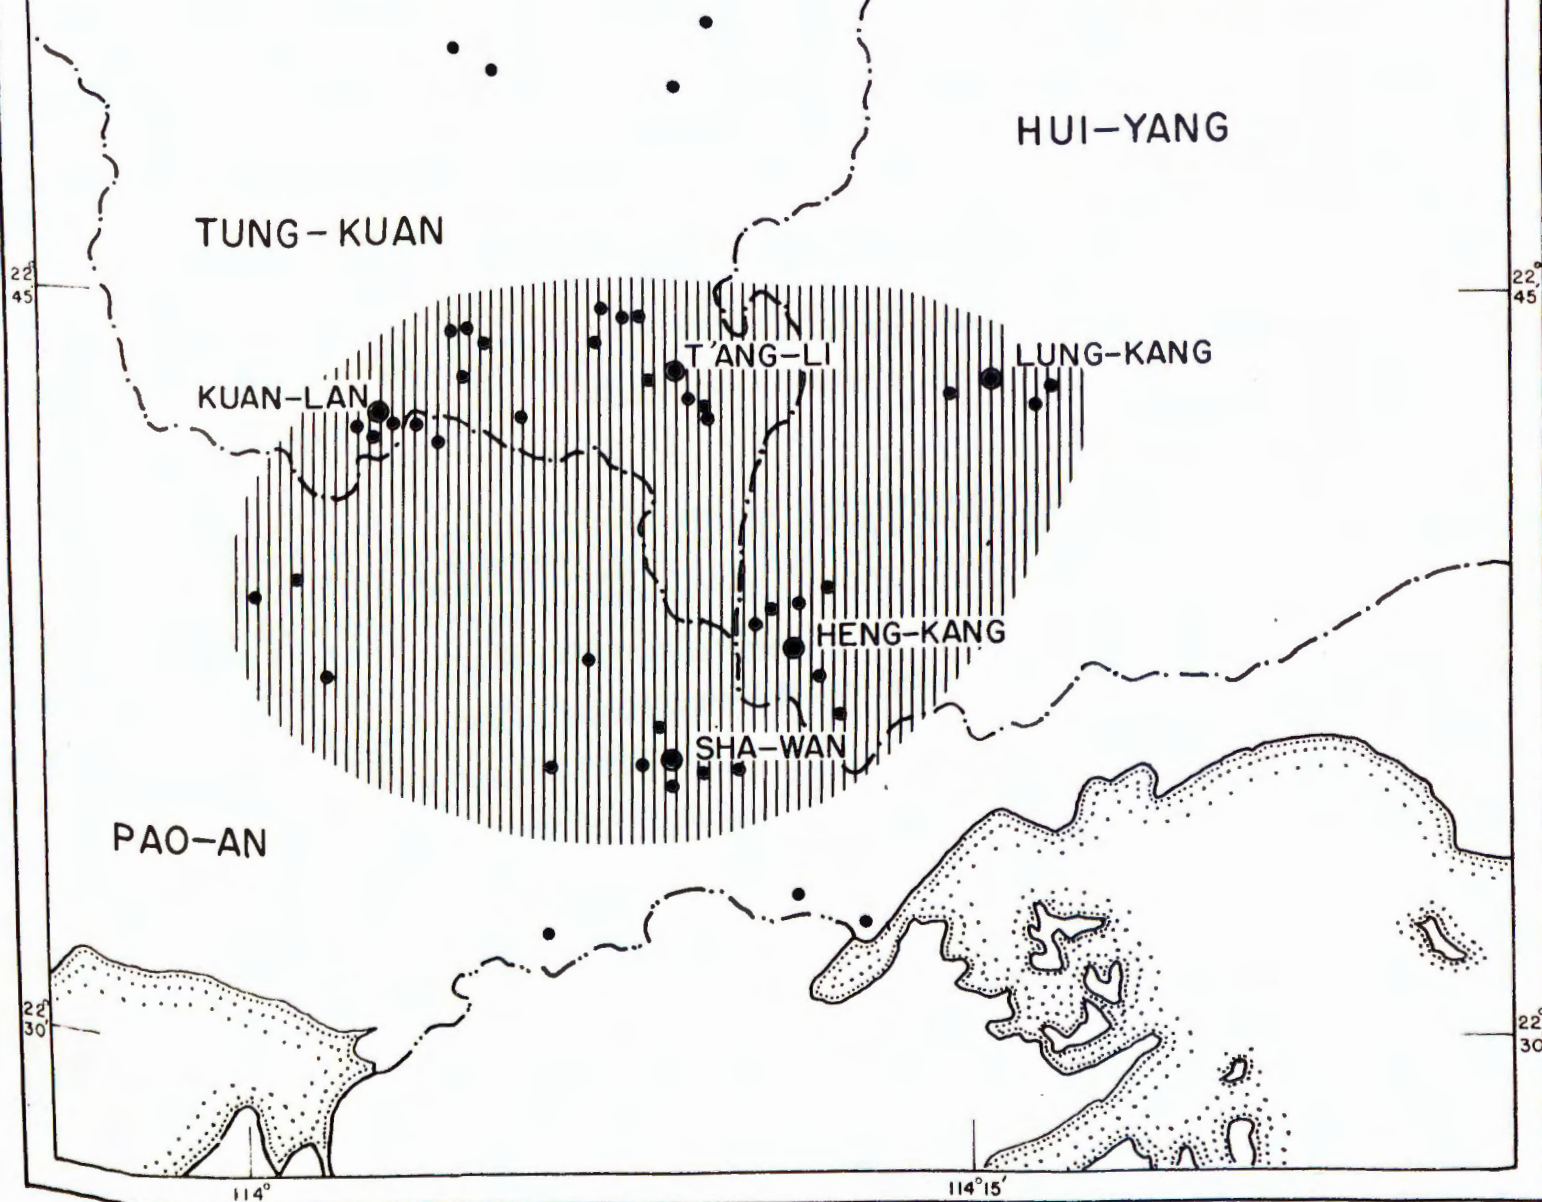 HUI-YANG
TUNG-KUAN
22°
45'
22°
45'
T'ANG-LI
LUNG-KANG
KUAN-LAN
HENG-KANG
SHA-WAN
PAO-AN
22°
30'
22°
30
114°
114°15'